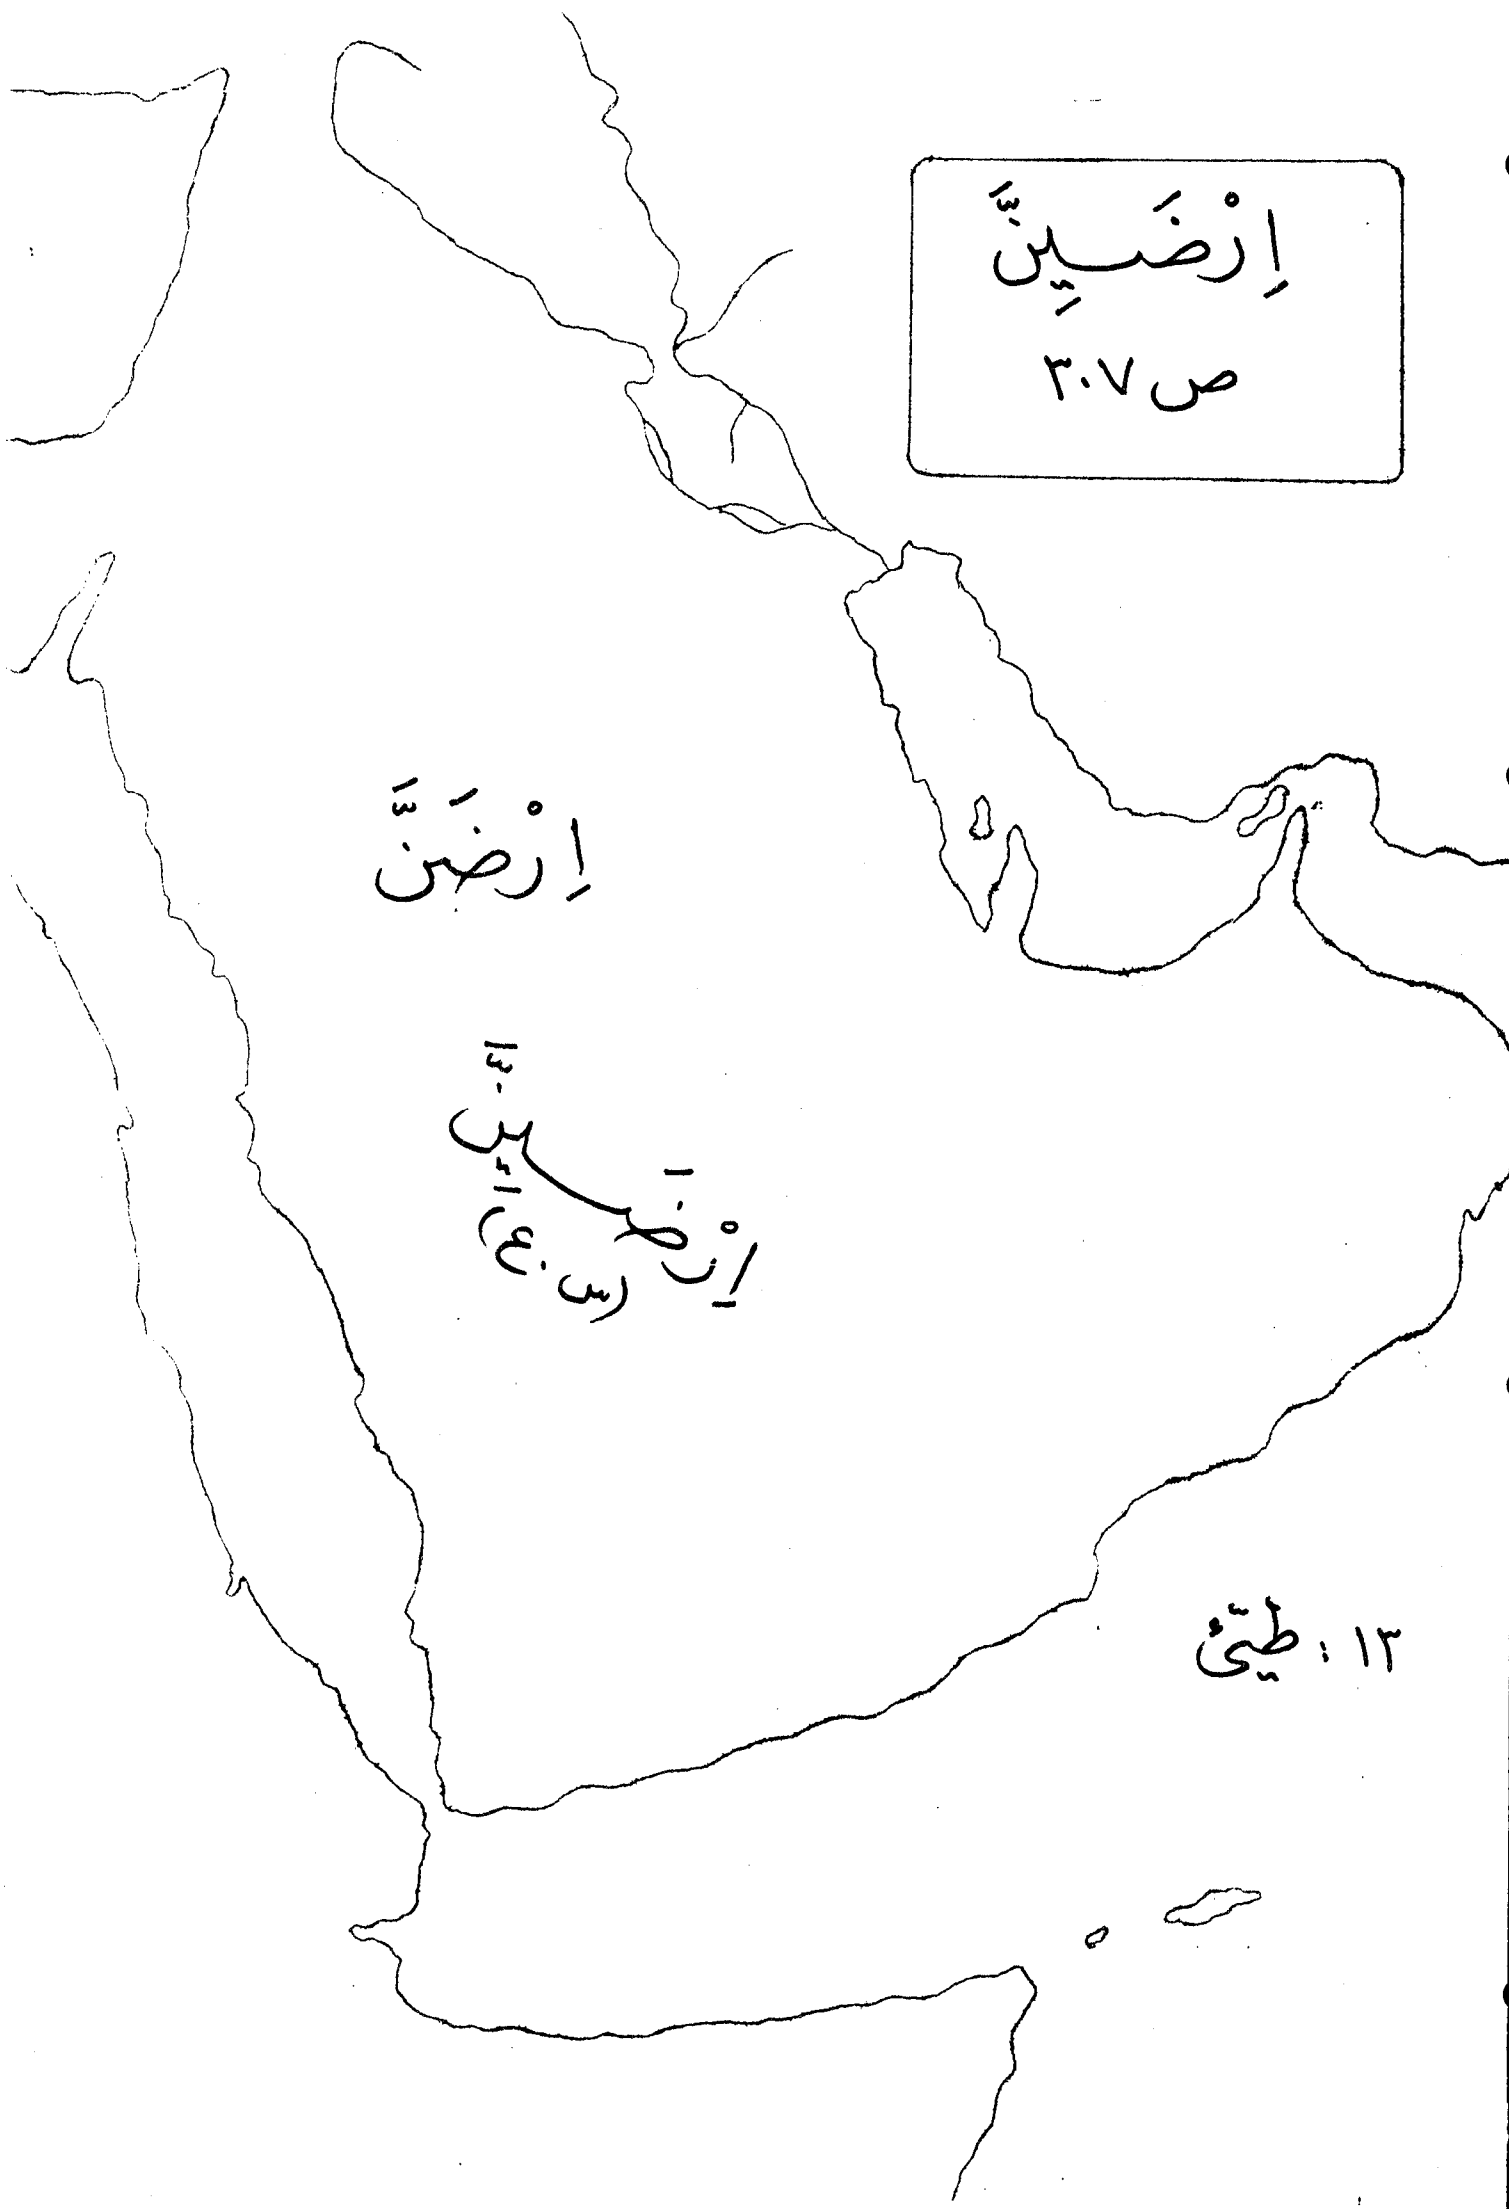 اِرْضَيِنَّ
ص ٣٠٧
اِرْضَنَّ
اِرْضَيِنَّ
(س.ع)
١٣: طيّئ